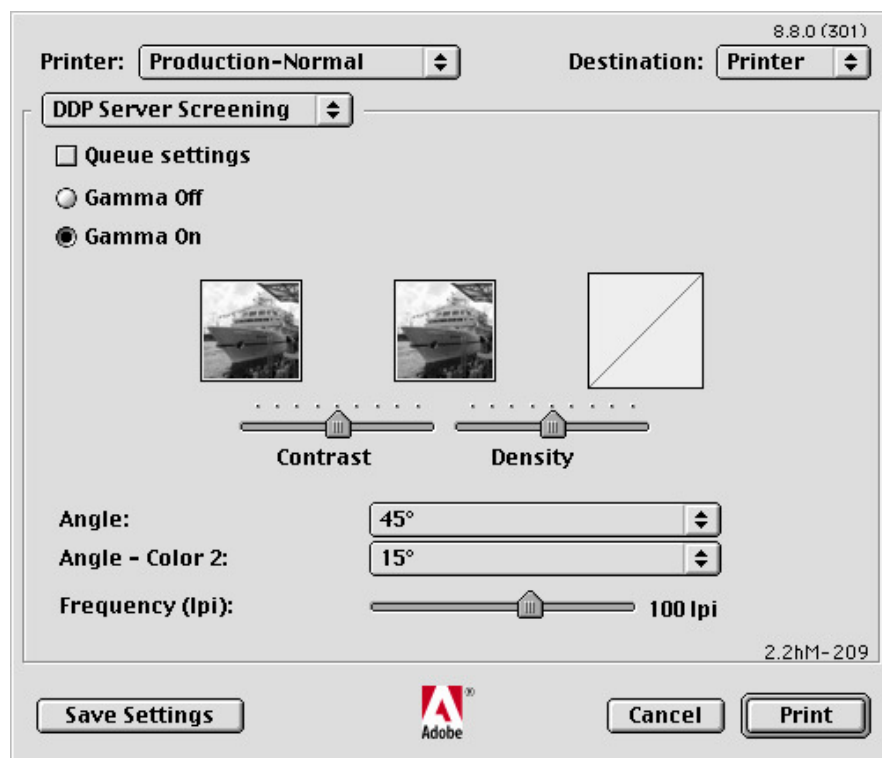 8.8.0 (301)
Printer: Production-Normal Destination: Printer
DDP Server Screening
Queue settings
Gamma Off
Gamma On
Contrast Density
Angle: 45°
Angle - Color 2: 15°
Frequency (lpi): 100 lpi
2.2hM-209
Save Settings Adobe® Cancel Print